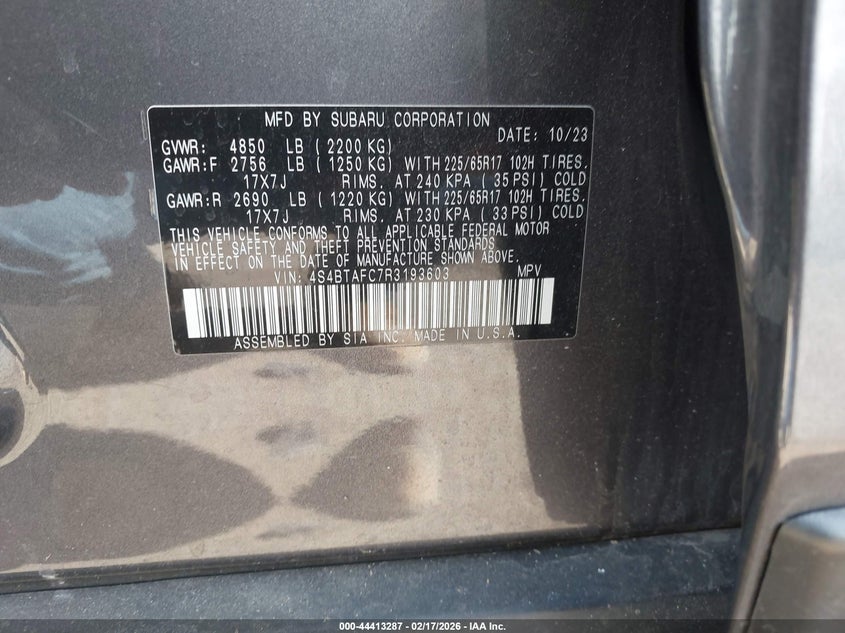 MFD BY SUBARU CORPORATION
DATE: 10/23
GVWR: 4850 LB (2200 KG)
GAWR:F 2756 LB (1250 KG) WITH 225/65R17 102H TIRES.
17X7J RIMS. AT 240 KPA (35 PSI) COLD
GAWR:R 2690 LB (1220 KG) WITH 225/65R17 102H TIRES.
17X7J RIMS. AT 230 KPA (33 PSI) COLD
THIS VEHICLE CONFORMS TO ALL APPLICABLE FEDERAL MOTOR
VEHICLE SAFETY AND THEFT PREVENTION STANDARDS
IN EFFECT ON THE DATE OF MANUFACTURE SHOWN ABOVE.
VIN: 4S4BTAFC7R3193603 MPV
ASSEMBLED BY SIA INC. MADE IN U.S.A.
000-44413287 - 02/17/2026 - IAA Inc.